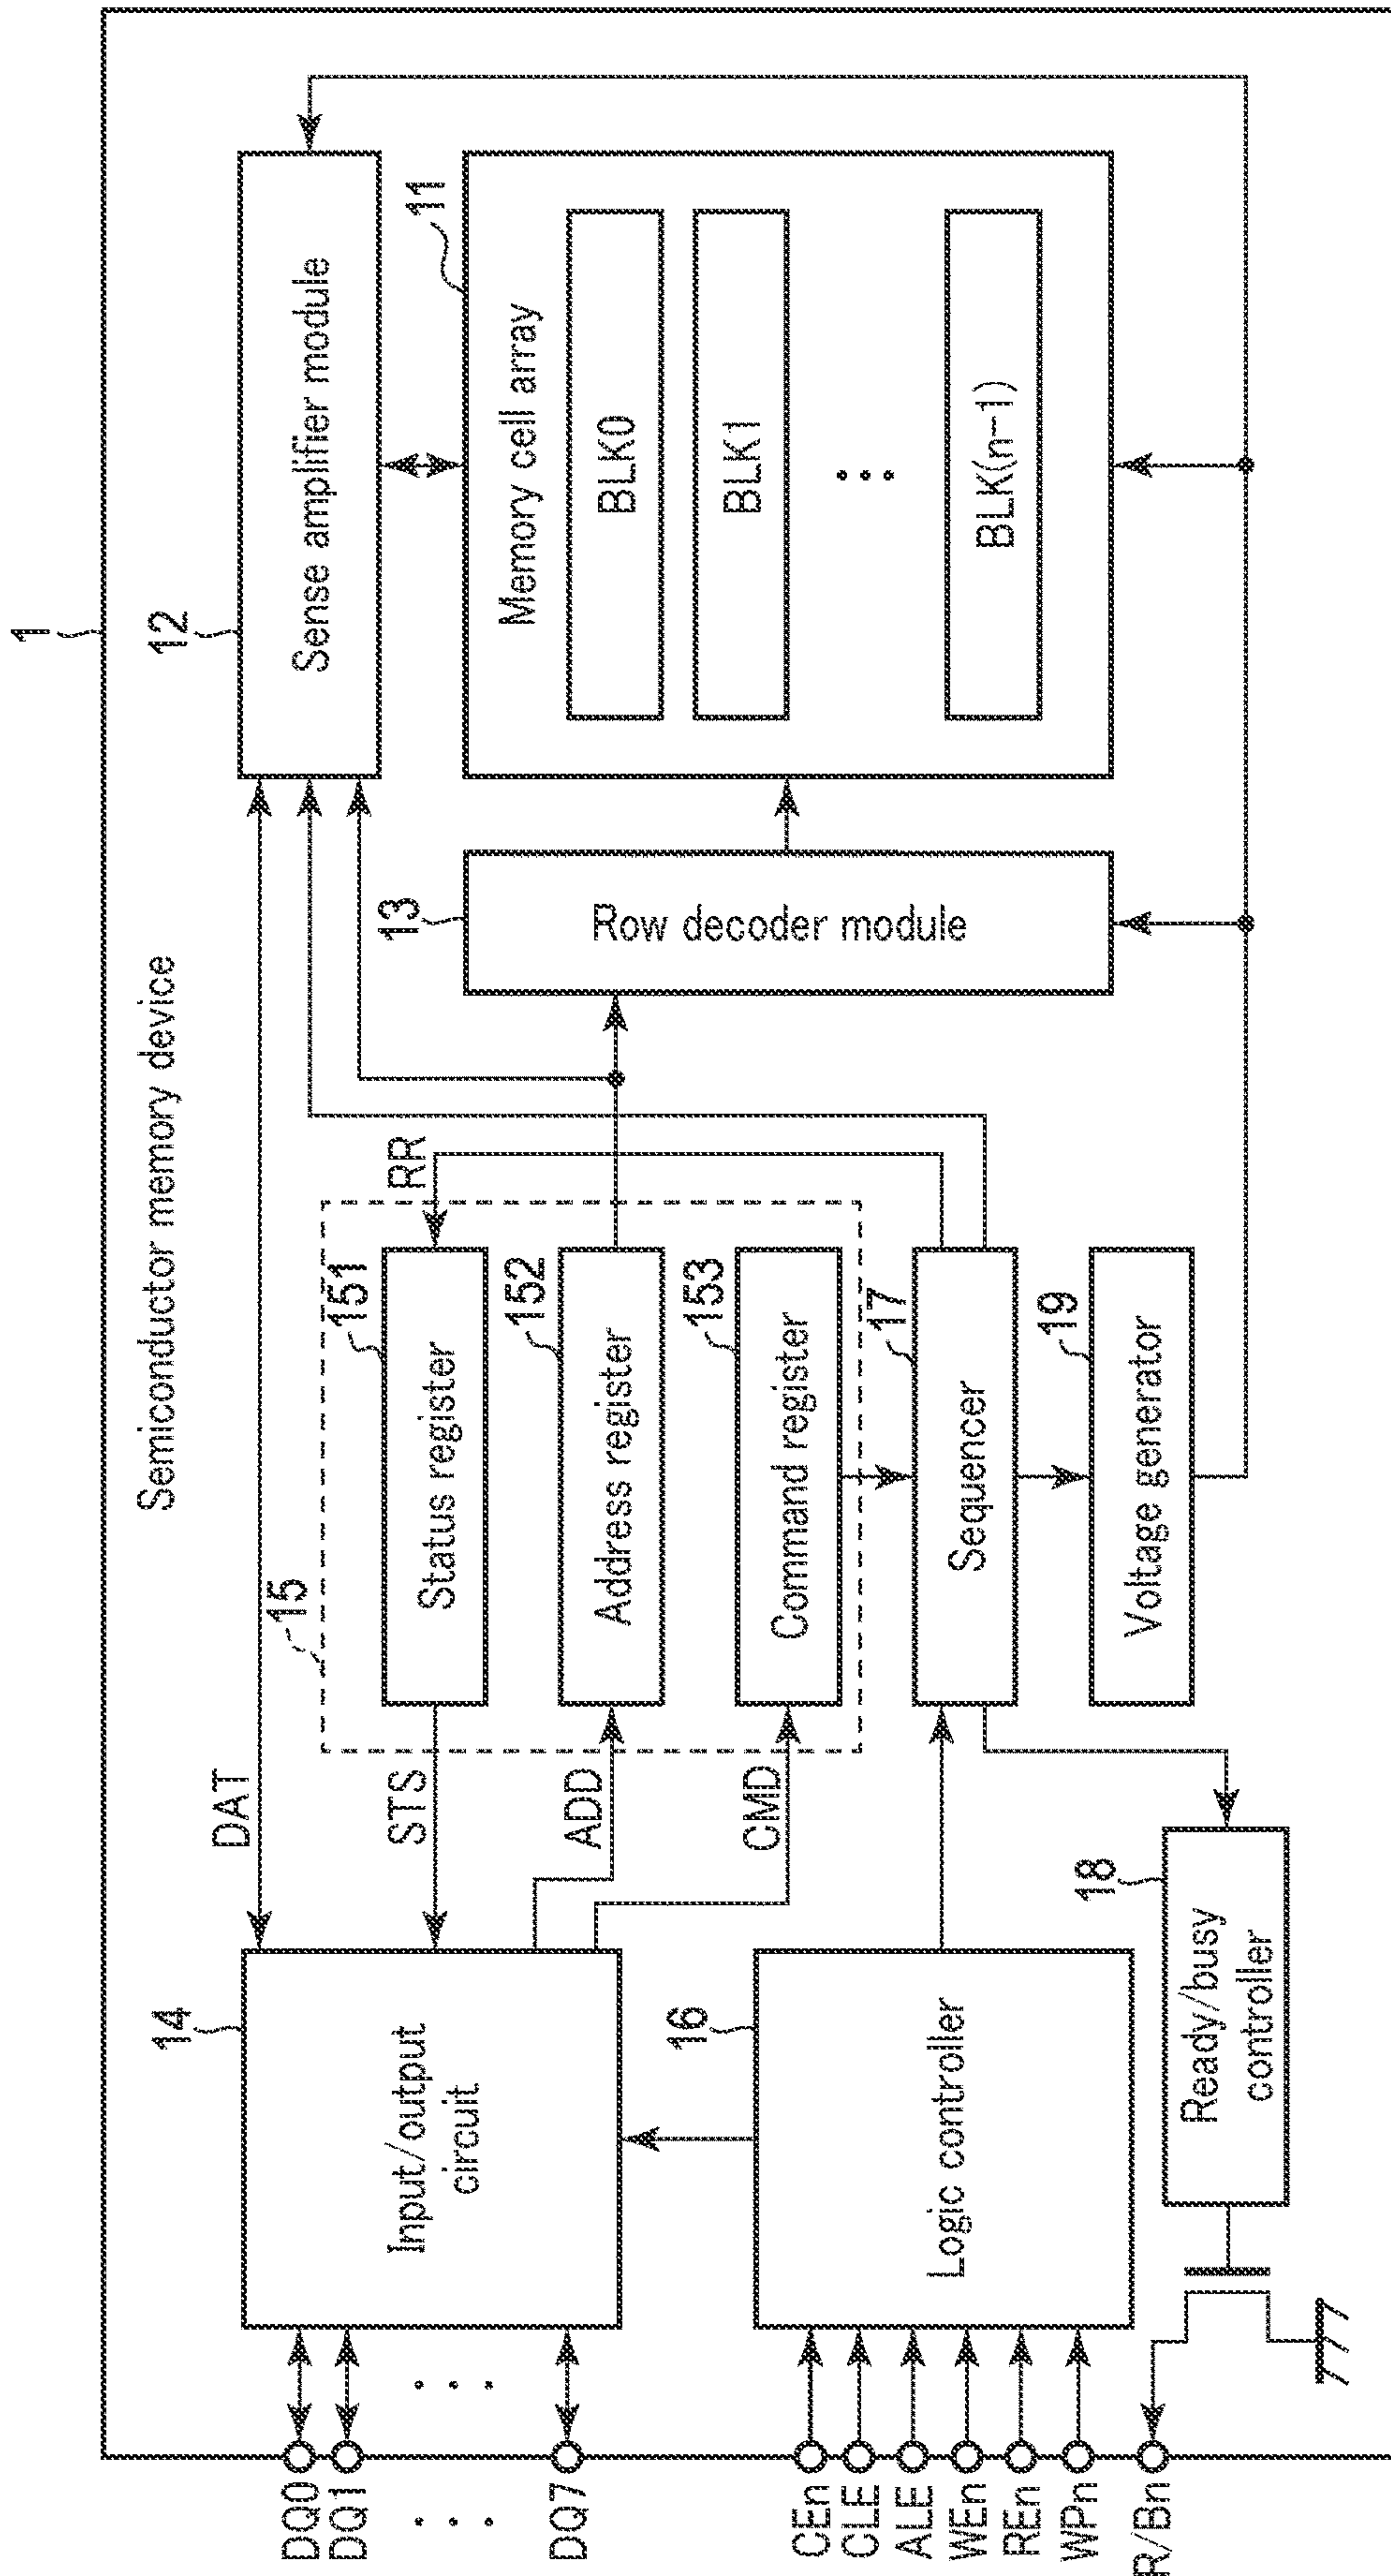 1
Semiconductor memory device
DQ0
DQ1
DQ7
CEn
CLE
ALE
WEn
REn
WPn
R/Bn
14
Input/output
circuit
16
Logic controller
18
Ready/busy
controller
DAT
STS
ADD
CMD
15
151
Status register
152
Address register
153
Command register
RR
17
Sequencer
19
Voltage generator
13
Row decoder module
12
Sense amplifier module
11
Memory cell array
BLK0
BLK1
BLK(n-1)